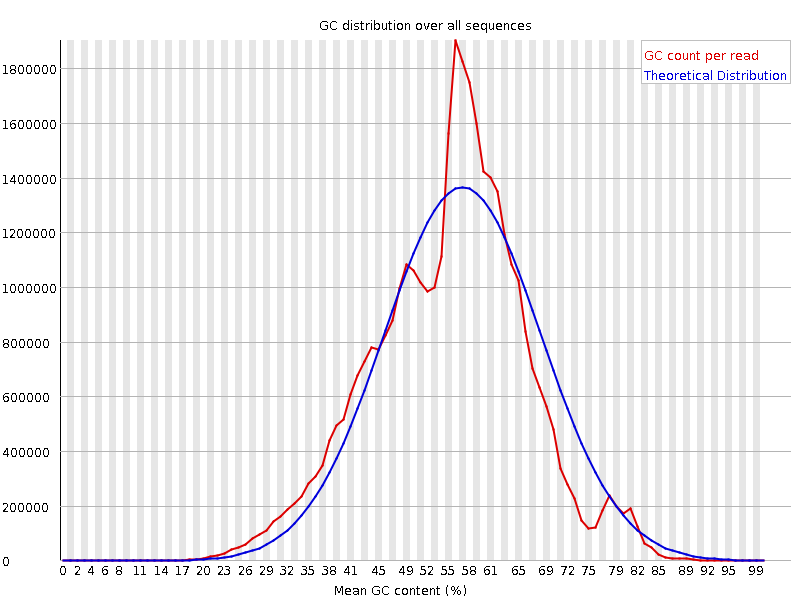 GC distribution over all sequences
GC count per read
Theoretical Distribution
1800000
1600000
1400000
1200000
1000000
800000
600000
400000
200000
0
0 2 4 6 8 11 14 17 20 23 26 29 32 35 38 41 45 49 52 55 58 61 65 69 72 75 79 82 85 89 92 95 99
Mean GC content (%)